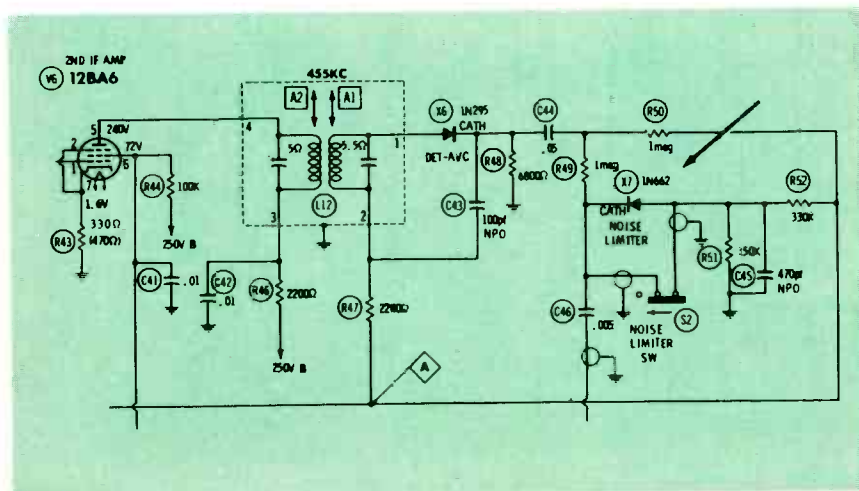 2ND IF AMP
V6 12BA6
455KC
A2 A1
5 240V
72V
2
1
6
7 4
1.6V
R44
100K
R43
330Ω
(470Ω)
250V B
C41 .01
C42
.01
4
5Ω
5.5Ω
1
L12
3
2
R46
2200Ω
250V B
R47
X6 1N295
CATH
DET-AVC
C43
100pf
NPO
R48
6800Ω
C44
.05
R49
1meg
R50
1meg
X7 1N662
CATH
NOISE
LIMITER
R52
330K
R51
C45
470pf
NPO
C46
.005
S2
NOISE
LIMITER
SW
A